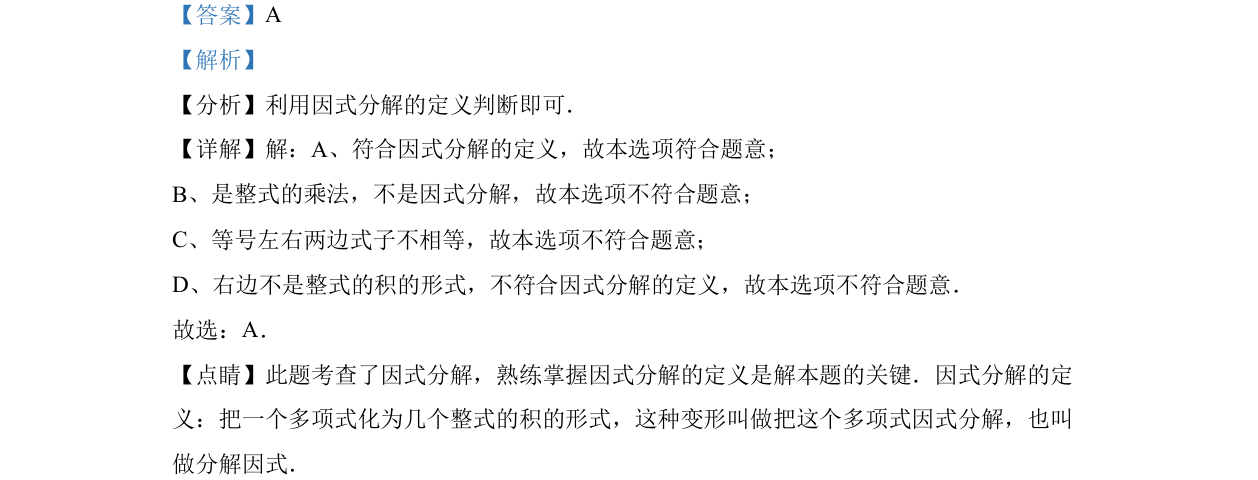 【答案】A
【解析】
【分析】利用因式分解的定义判断即可．
【详解】解：A、符合因式分解的定义，故本选项符合题意；
B、是整式的乘法，不是因式分解，故本选项不符合题意；
C、等号左右两边式子不相等，故本选项不符合题意；
D、右边不是整式的积的形式，不符合因式分解的定义，故本选项不符合题意．
故选：A．
【点睛】此题考查了因式分解，熟练掌握因式分解的定义是解本题的关键．因式分解的定
义：把一个多项式化为几个整式的积的形式，这种变形叫做把这个多项式因式分解，也叫
做分解因式．